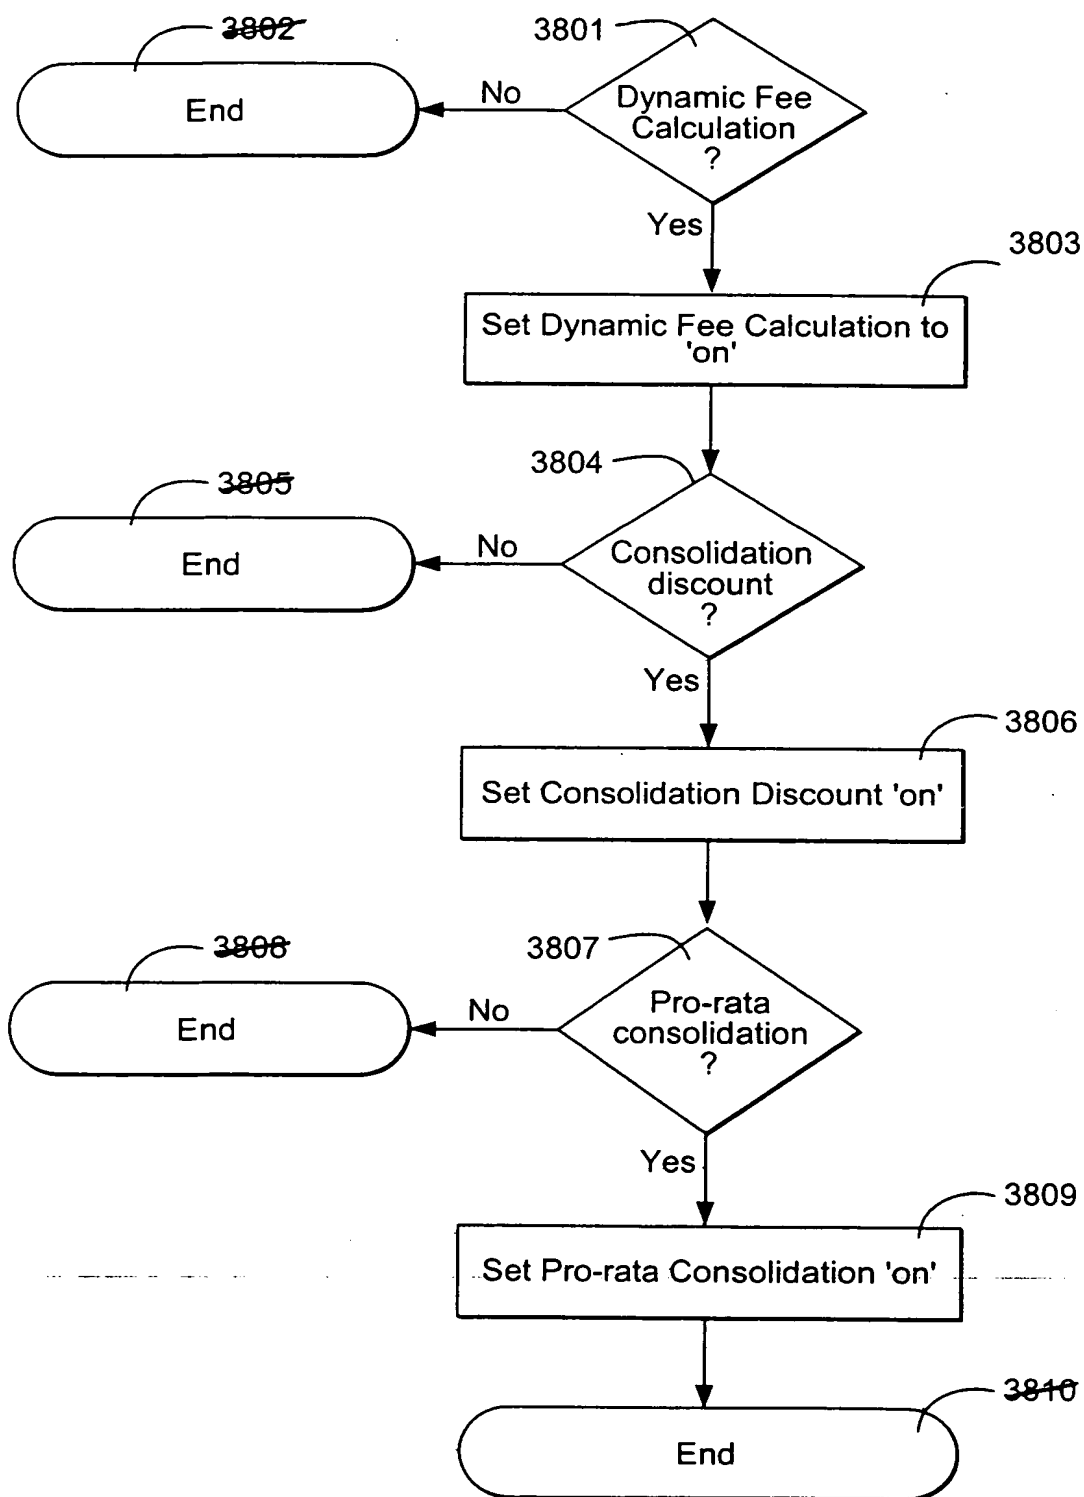 3802
3801
End
No
Dynamic Fee
Calculation
?
Yes
3803
Set Dynamic Fee Calculation to
'on'
3804
3805
End
No
Consolidation
discount
?
Yes
3806
Set Consolidation Discount 'on'
3808
3807
End
No
Pro-rata
consolidation
?
Yes
3809
Set Pro-rata Consolidation 'on'
3810
End